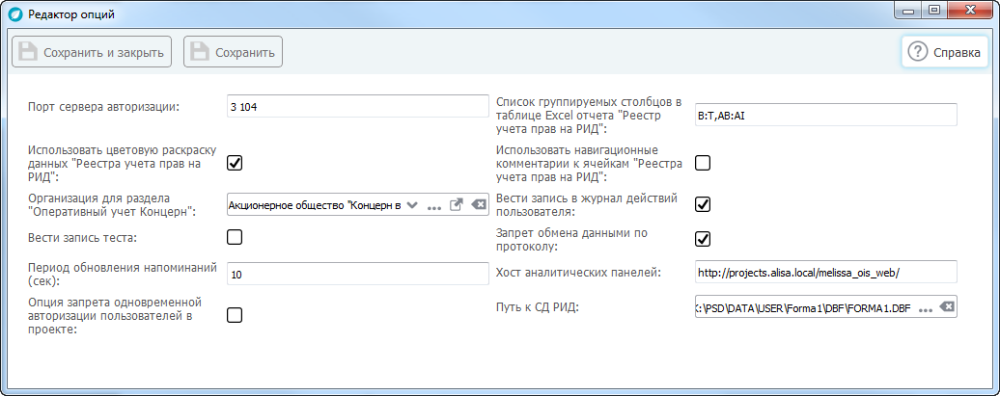 Редактор опций
Сохранить и закрыть
Сохранить
Справка
Порт сервера авторизации:
3 104
Список группируемых столбцов в
таблице Excel отчета "Реестр
учета прав на РИД":
B:T,AB:AI
Использовать цветовую раскраску
данных "Реестра учета прав на
РИД":
Использовать навигационные
комментарии к ячейкам "Реестра
учета прав на РИД":
Организация для раздела
"Оперативный учет Концерн":
Акционерное общество "Концерн в
...
Вести запись в журнал действий
пользователя:
Вести запись теста:
Запрет обмена данными по
протоколу:
Период обновления напоминаний
(сек):
10
Хост аналитических панелей:
http://projects.alisa.local/melissa_ois_web/
Опция запрета одновременной
авторизации пользователей в
проекте:
Путь к СД РИД:
K:\PSD\DATA\USER\Forma1\DBF\FORMA1.DBF
...